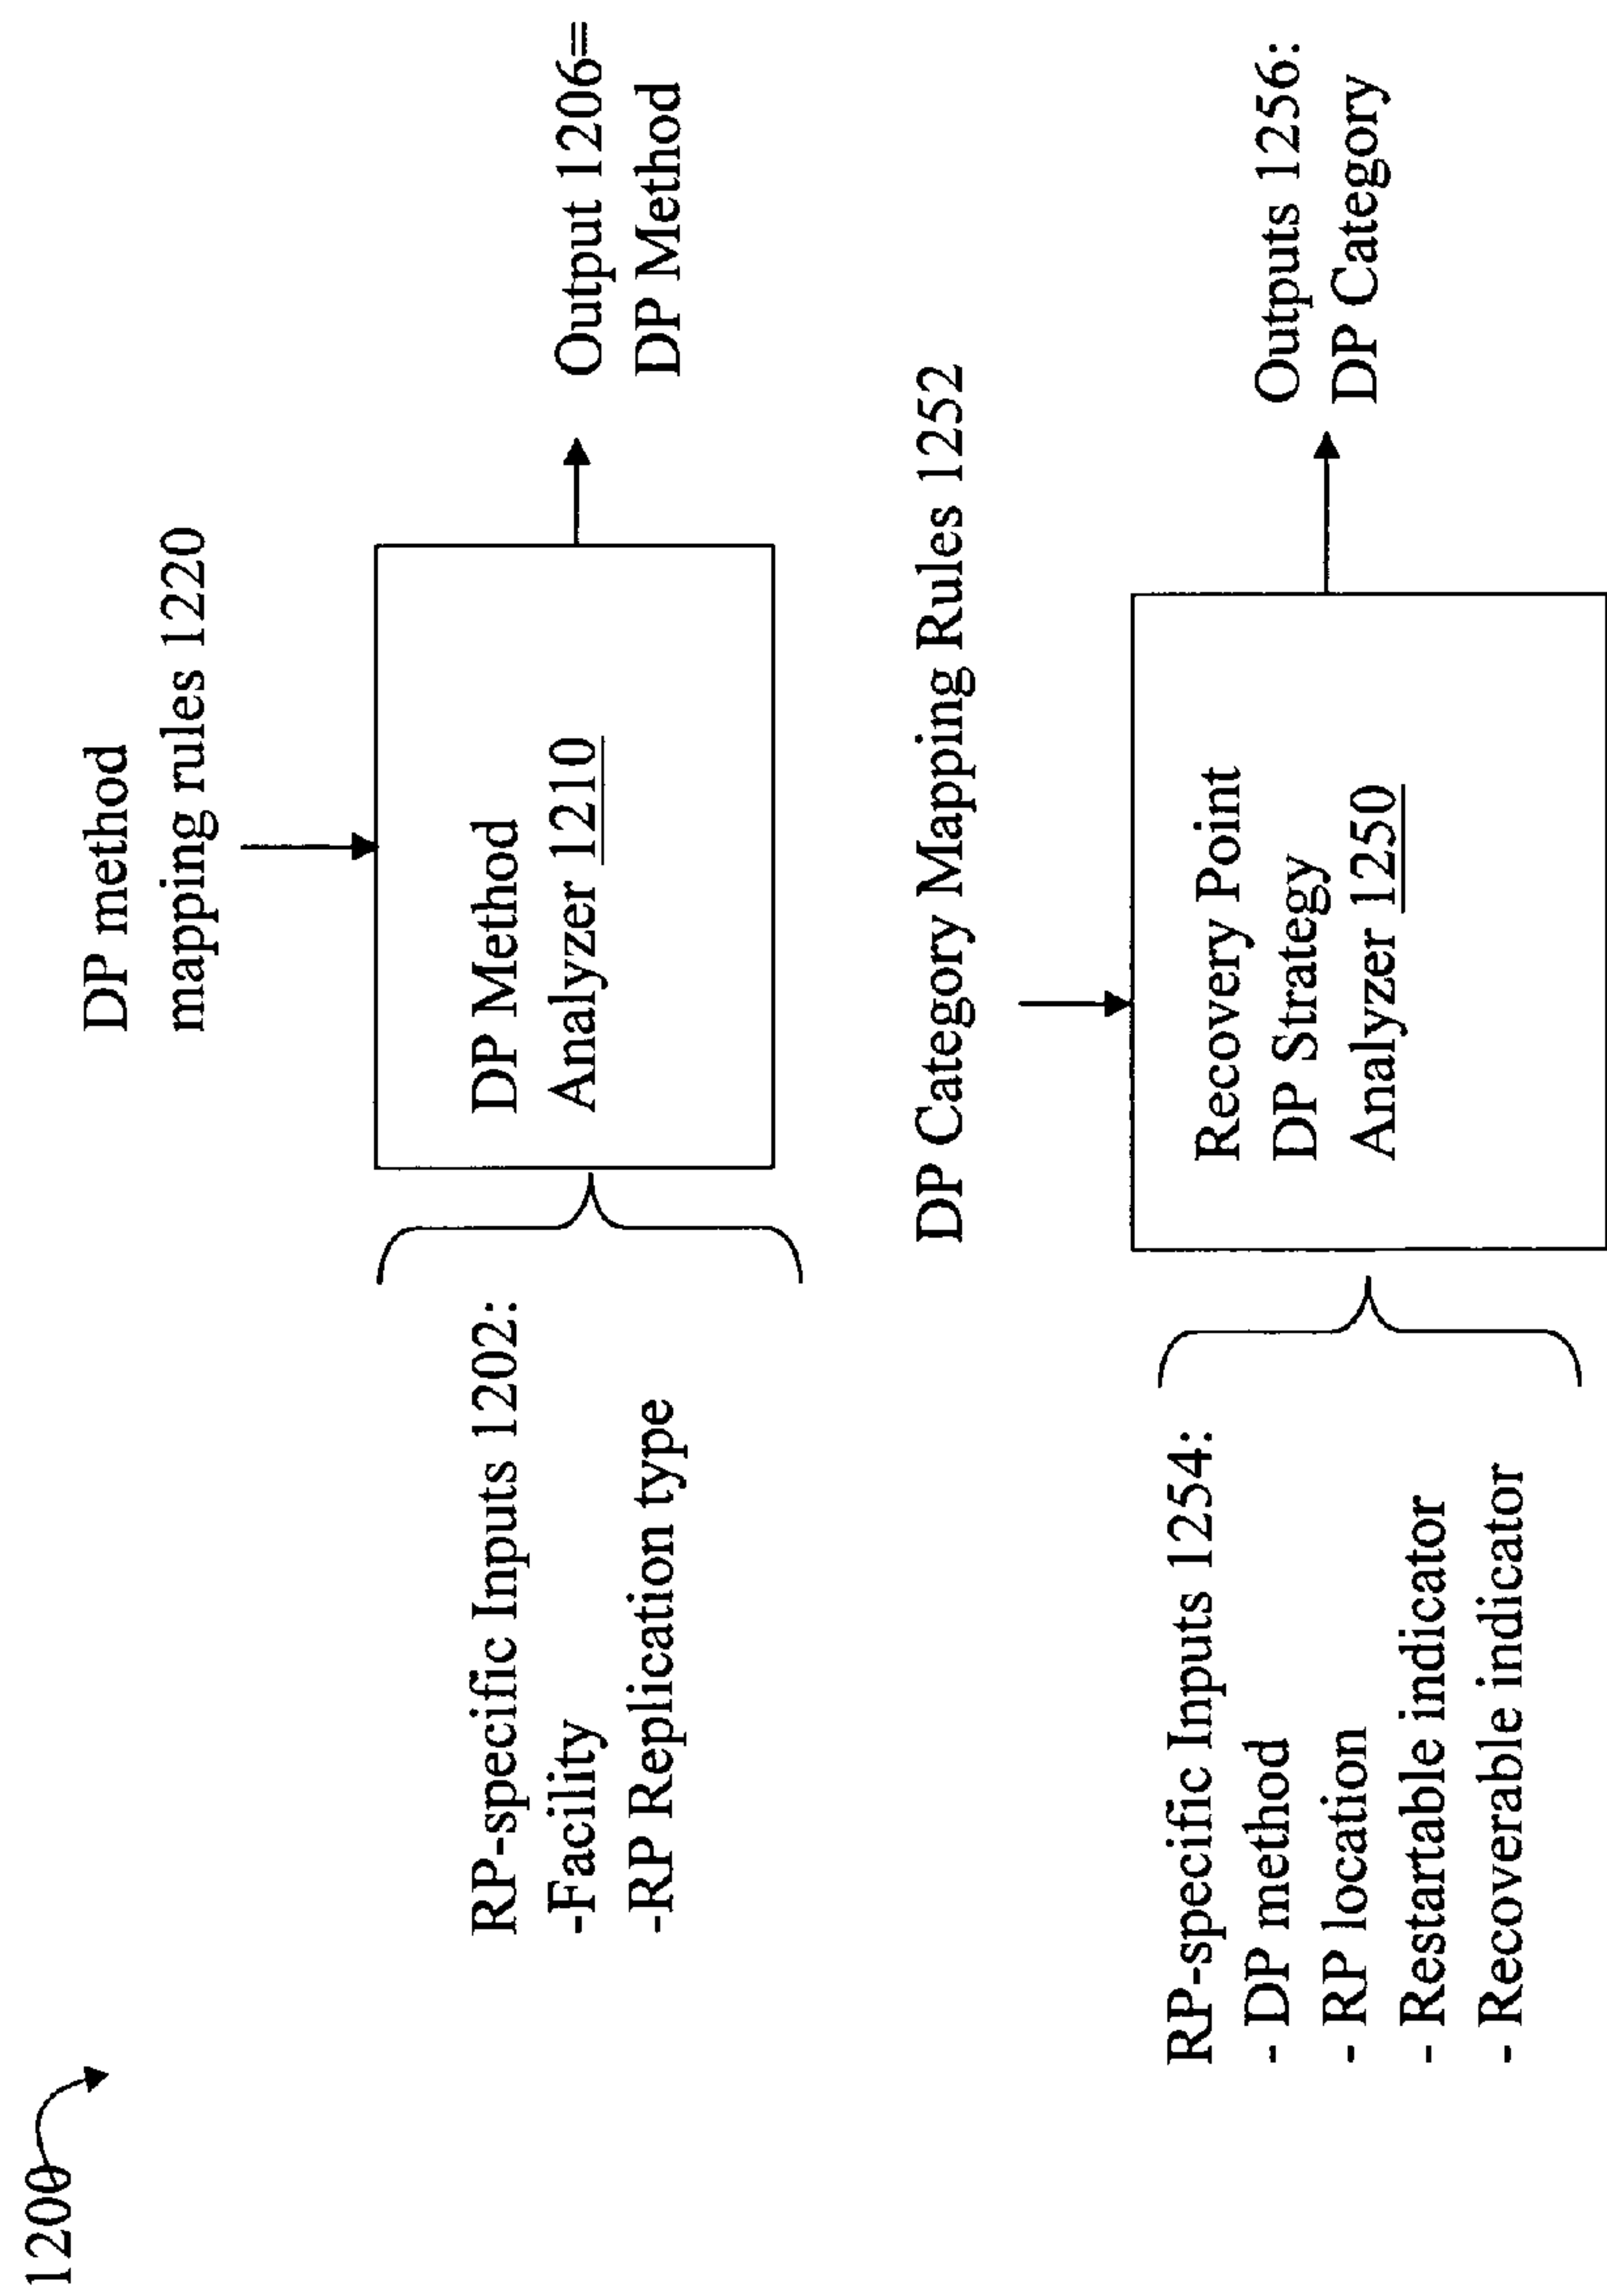 1200
DP method
mapping rules 1220
RP-specific Inputs 1202:
-Facility
-RP Replication type
DP Method
Analyzer 1210
Output 1206=
DP Method
DP Category Mapping Rules 1252
RP-specific Inputs 1254:
- DP method
- RP location
- Restartable indicator
- Recoverable indicator
Recovery Point
DP Strategy
Analyzer 1250
Outputs 1256:
DP Category